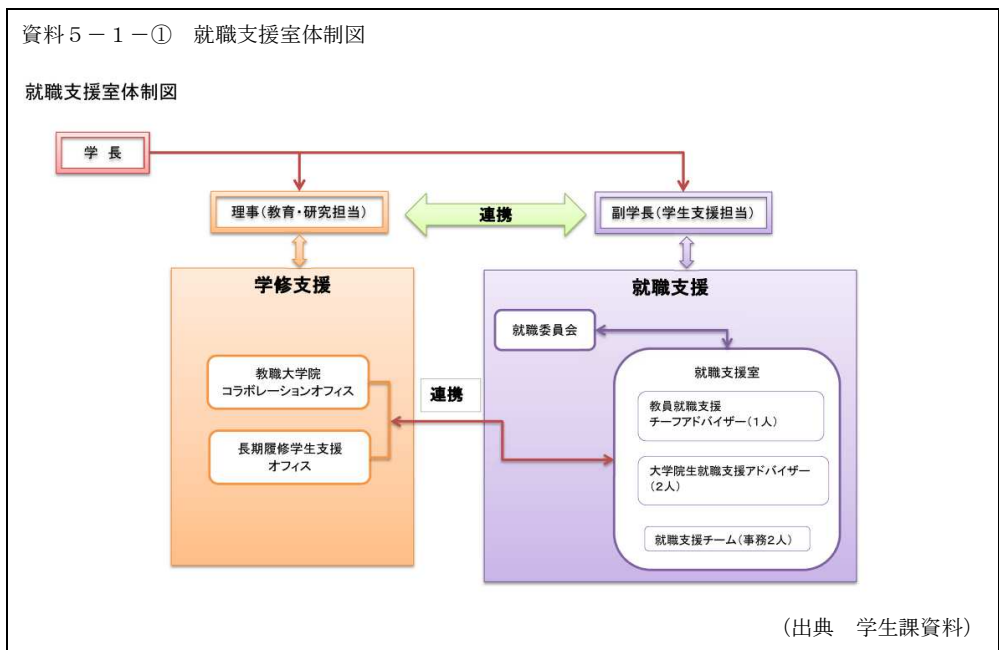 資料5-1-① 就職支援室体制図
就職支援室体制図
学 長
理事(教育・研究担当)
連携
副学長(学生支援担当)
学修支援
教職大学院
コラボレーションオフィス
長期履修学生支援
オフィス
連携
就職支援
就職委員会
就職支援室
教員就職支援
チーフアドバイザー(1人)
大学院生就職支援アドバイザー
(2人)
就職支援チーム(事務2人)
(出典 学生課資料)